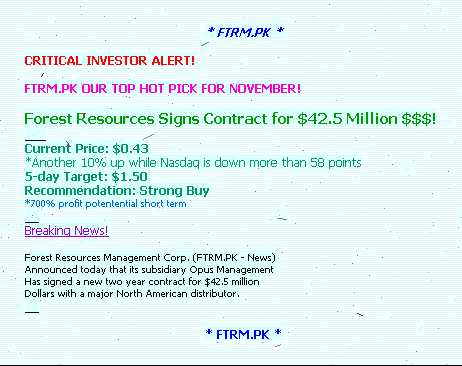 * FTRM.PK *
CRITICAL INVESTOR ALERT!
FTRM.PK OUR TOP HOT PICK FOR NOVEMBER!
Forest Resources Signs Contract for $42.5 Million $$$!
Current Price: $0.43
*Another 10% up while Nasdaq is down more than 58 points
5-day Target: $1.50
Recommendation: Strong Buy
*700% profit potentential short term
Breaking News!
Forest Resources Management Corp. (FTRM.PK - News)
Announced today that its subsidiary Opus Management
Has signed a new two year contract for $42.5 million
Dollars with a major North American distributor.
* FTRM.PK *